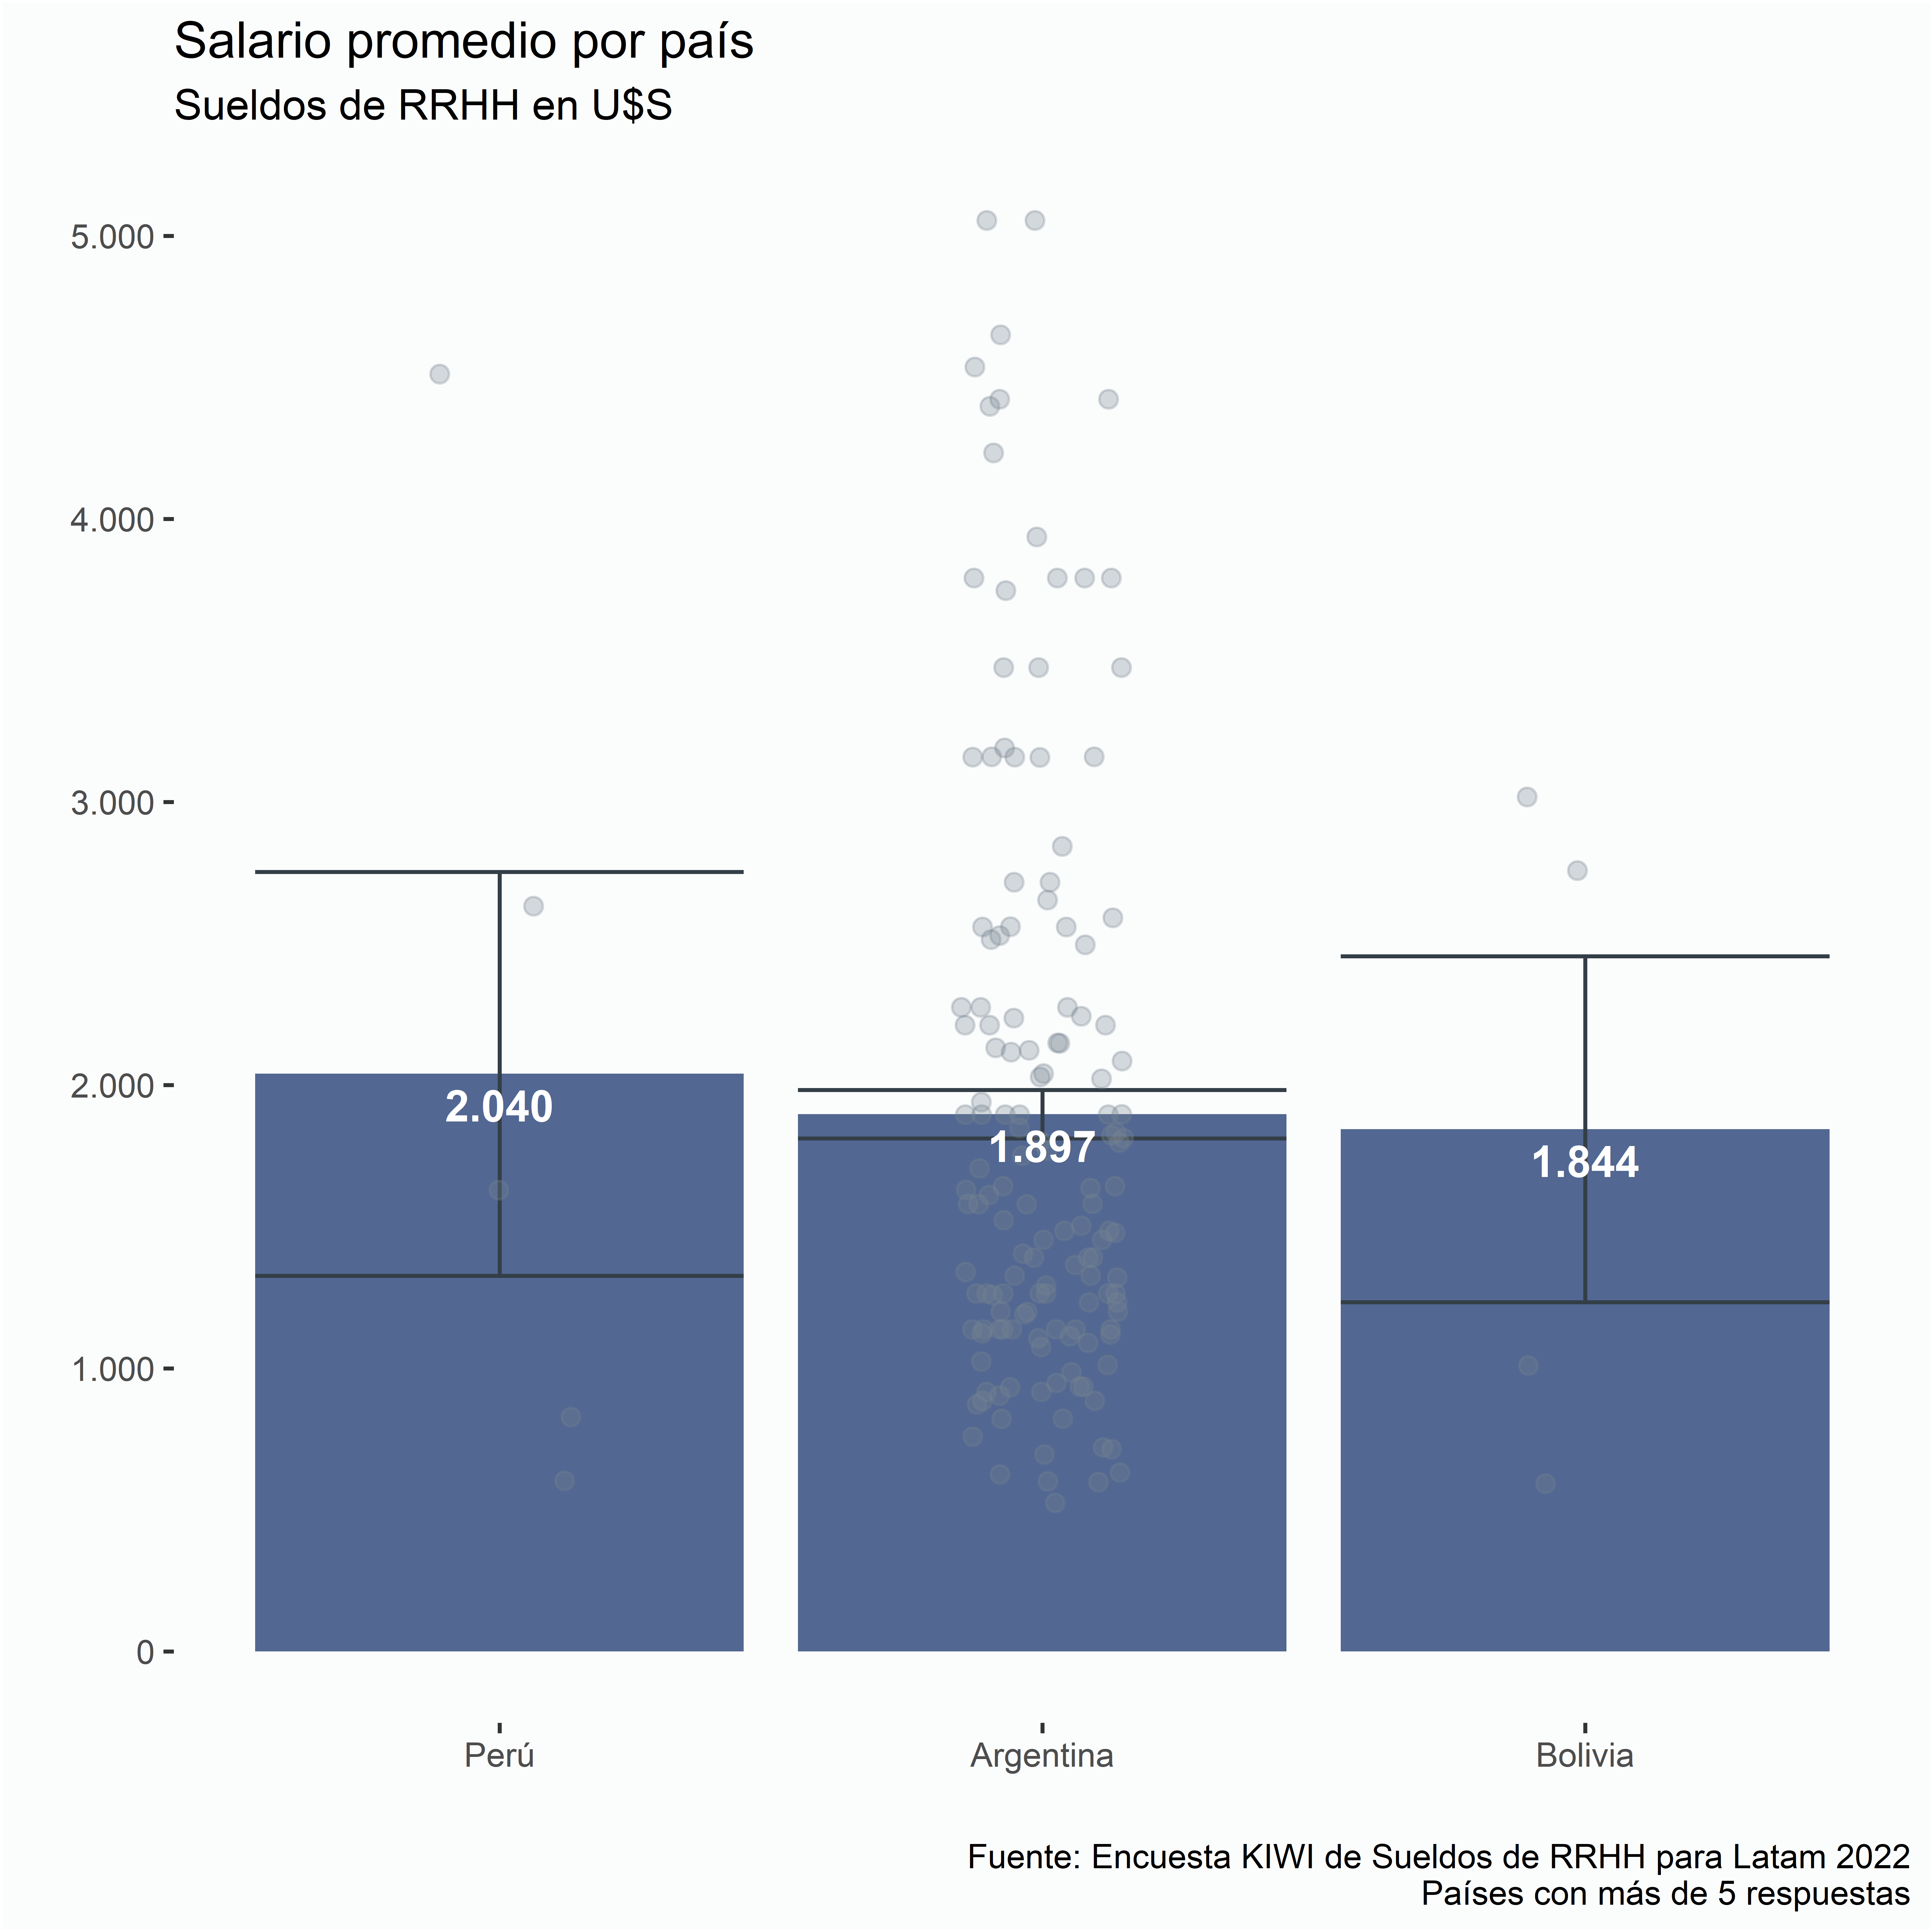 Salario promedio por país
Sueldos de RRHH en U$S
5.000
4.000
3.000
2.000
1.000
0
2.040
1.897
1.844
Perú
Argentina
Bolivia
Fuente: Encuesta KIWI de Sueldos de RRHH para Latam 2022
Países con más de 5 respuestas